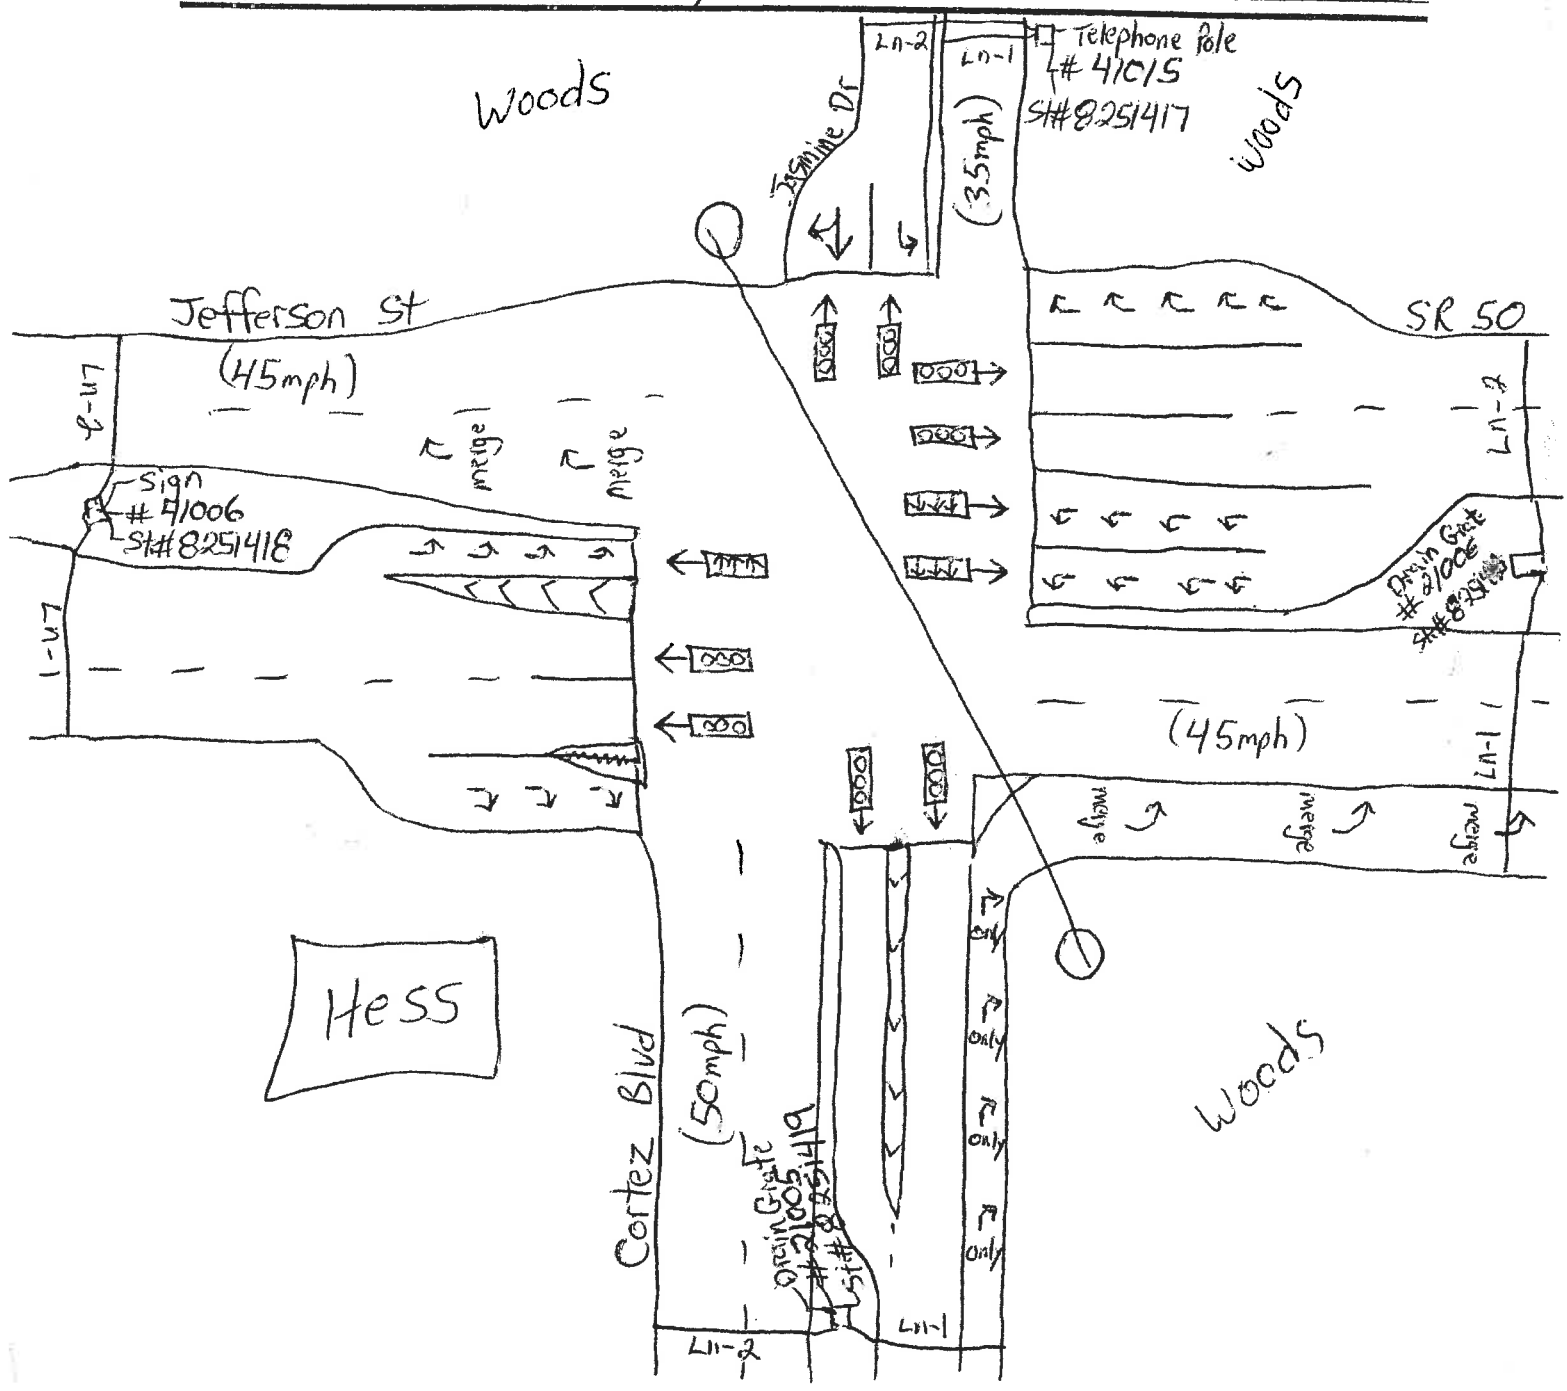 Ln-2
Ln-1
Telephone Pole
# 41015
St# 8251417
Woods
Woods
Jasmine Dr
(35mph)
Jefferson St
SR 50
(45mph)
Ln-2
Ln-2
merge
merge
Sign
# 41006
St# 8251418
Drain Grate
# 21006
Ln-1
(45mph)
Ln-1
merge
merge
merge
only
only
only
only
Hess
Cortez Blvd
(50mph)
Woods
Drain Grate
# 21005
St# 8251419
Ln-1
Ln-2